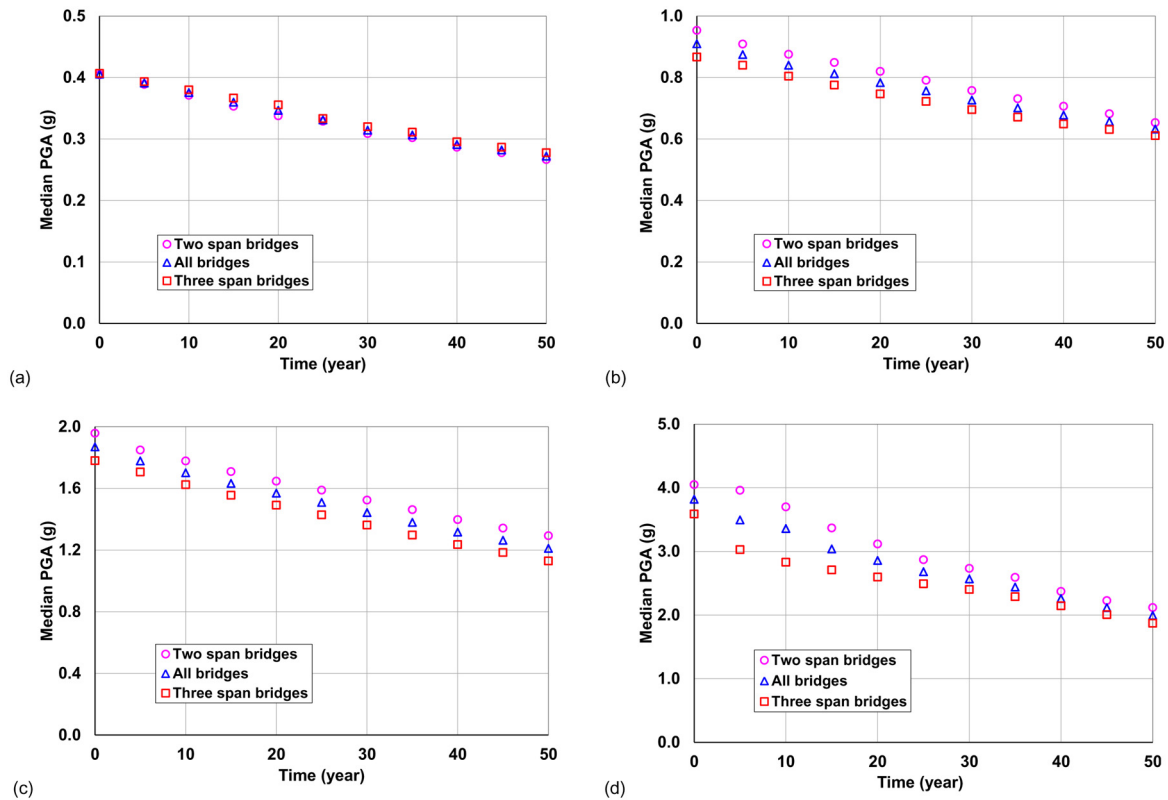 0.5
0.4
0.3
0.2
0.1
0.0
Median PGA (g)
Two span bridges
All bridges
Three span bridges
0 10 20 30 40 50
Time (year)
(a)
1.0
0.8
0.6
0.4
0.2
0.0
Median PGA (g)
Two span bridges
All bridges
Three span bridges
0 10 20 30 40 50
Time (year)
(b)
2.0
1.6
1.2
0.8
0.4
0.0
Median PGA (g)
Two span bridges
All bridges
Three span bridges
0 10 20 30 40 50
Time (year)
(c)
5.0
4.0
3.0
2.0
1.0
0.0
Median PGA (g)
Two span bridges
All bridges
Three span bridges
0 10 20 30 40 50
Time (year)
(d)